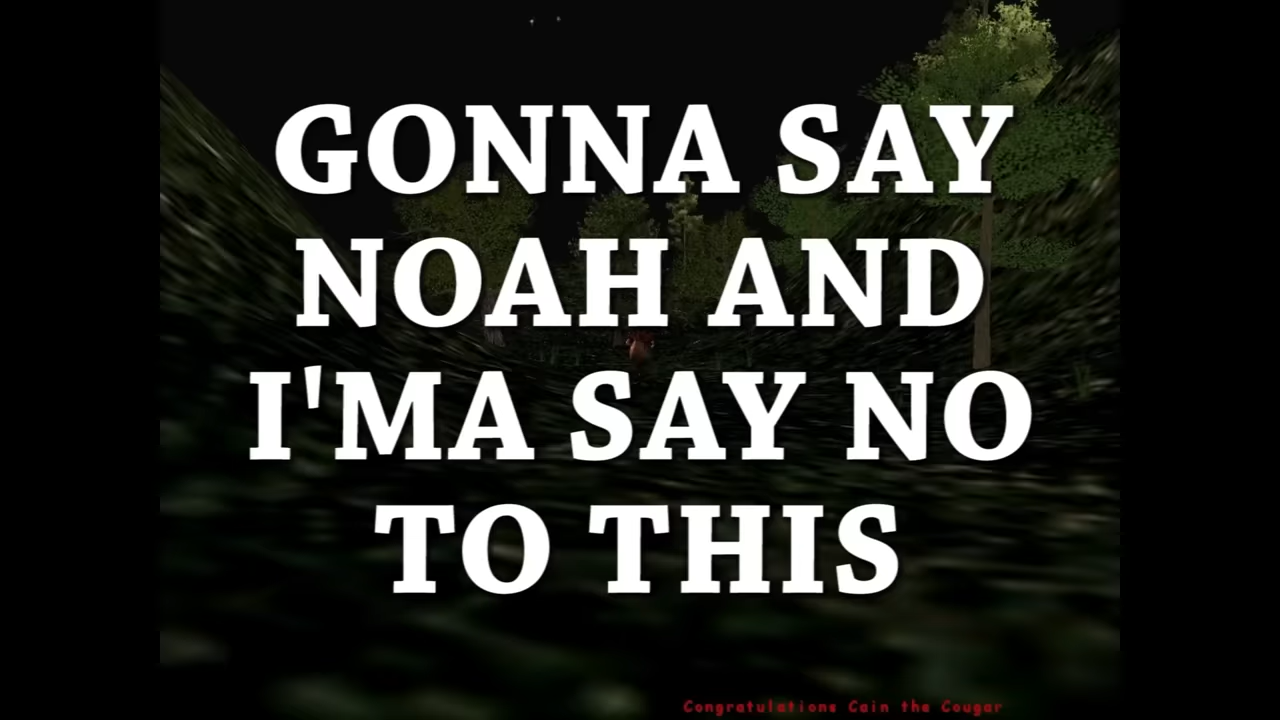 GONNA SAY
NOAH AND
I'MA SAY NO
TO THIS
Congratulations Cain the Cougar